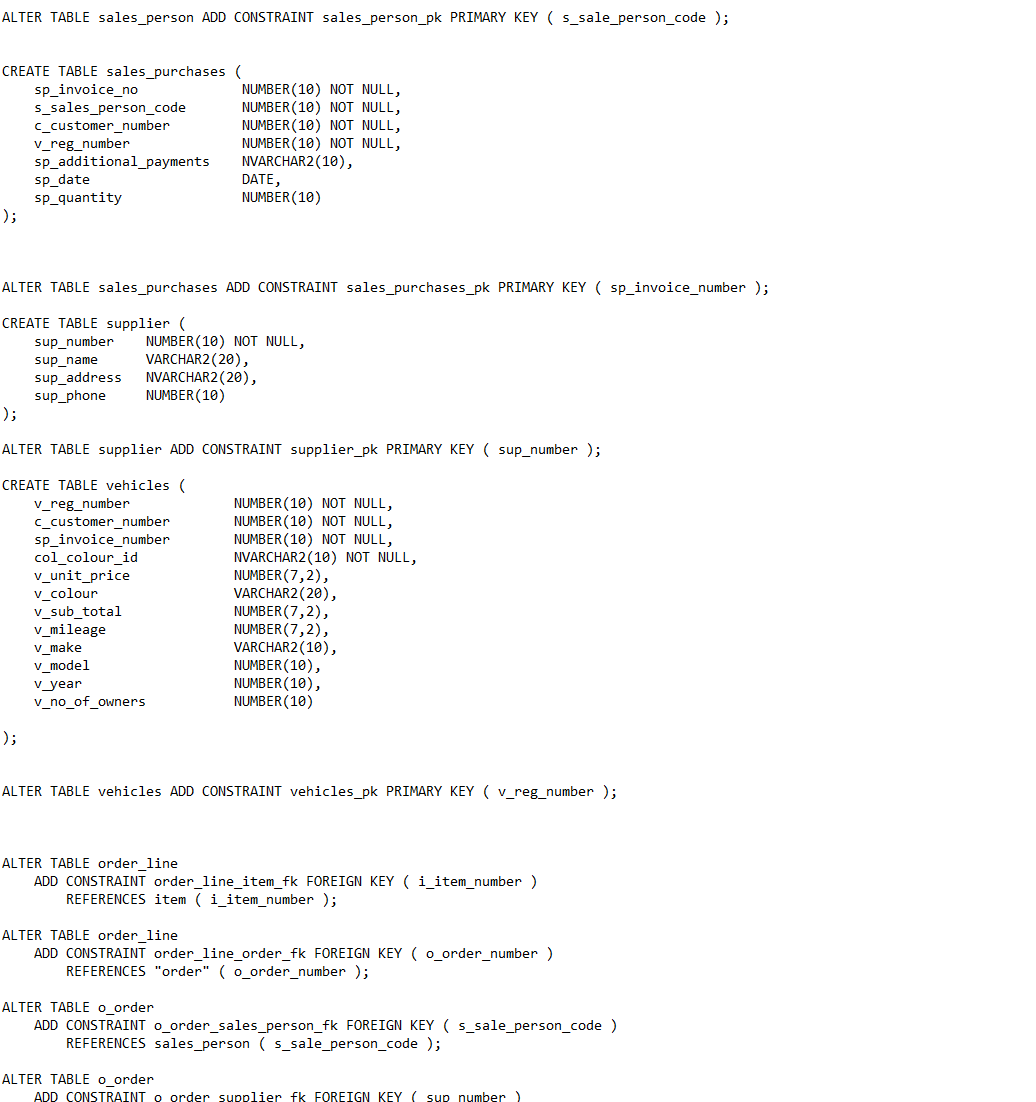 ALTER TABLE sales_person ADD CONSTRAINT sales_person_pk PRIMARY KEY ( s_sale_person_code );
CREATE TABLE sales_purchases (
sp_invoice_no NUMBER(10) NOT NULL,
s_sales_person_code NUMBER(10) NOT NULL,
c_customer_number NUMBER(10) NOT NULL,
v_reg_number NUMBER(10) NOT NULL,
sp_additional_payments NVARCHAR2(10),
sp_date DATE,
sp_quantity NUMBER(10)
);
ALTER TABLE sales_purchases ADD CONSTRAINT sales_purchases_pk PRIMARY KEY ( sp_invoice_number );
CREATE TABLE supplier (
sup_number NUMBER(10) NOT NULL,
sup_name VARCHAR2(20),
sup_address NVARCHAR2(20),
sup_phone NUMBER(10)
);
ALTER TABLE supplier ADD CONSTRAINT supplier_pk PRIMARY KEY ( sup_number );
CREATE TABLE vehicles (
v_reg_number NUMBER(10) NOT NULL,
c_customer_number NUMBER(10) NOT NULL,
sp_invoice_number NUMBER(10) NOT NULL,
col_colour_id NVARCHAR2(10) NOT NULL,
v_unit_price NUMBER(7,2),
v_colour VARCHAR2(20),
v_sub_total NUMBER(7,2),
v_mileage NUMBER(7,2),
v_make VARCHAR2(10),
v_model NUMBER(10),
v_year NUMBER(10),
v_no_of_owners NUMBER(10)
);
ALTER TABLE vehicles ADD CONSTRAINT vehicles_pk PRIMARY KEY ( v_reg_number );
ALTER TABLE order_line
ADD CONSTRAINT order_line_item_fk FOREIGN KEY ( i_item_number )
REFERENCES item ( i_item_number );
ALTER TABLE order_line
ADD CONSTRAINT order_line_order_fk FOREIGN KEY ( o_order_number )
REFERENCES "order" ( o_order_number );
ALTER TABLE o_order
ADD CONSTRAINT o_order_sales_person_fk FOREIGN KEY ( s_sale_person_code )
REFERENCES sales_person ( s_sale_person_code );
ALTER TABLE o_order
ADD CONSTRAINT o_order_supplier_fk FOREIGN KEY ( sup_number )